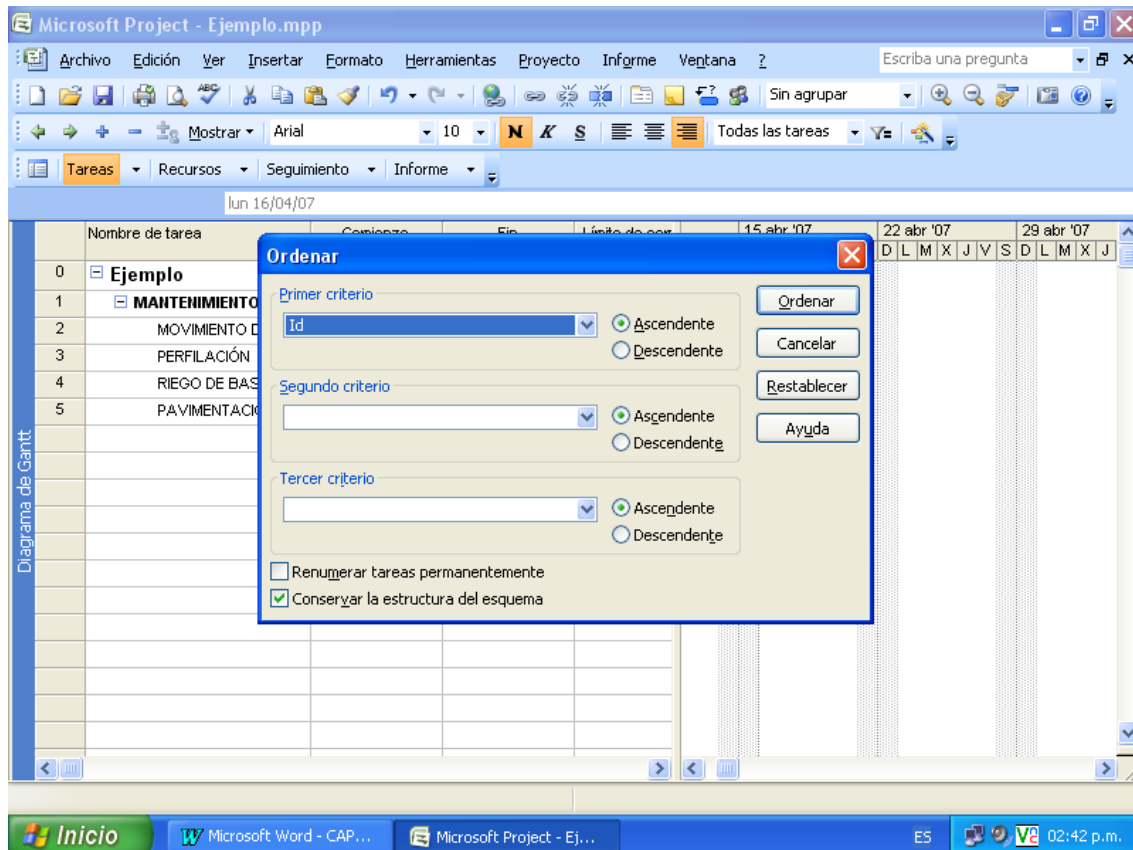 Microsoft Project - Ejemplo.mpp
Archivo Edición Ver Insertar Formato Herramientas Proyecto Informe Ventana ? Escriba una pregunta
ABC Sin agrupar
Mostrar Arial 10 N K S Todas las tareas
Tareas Recursos Seguimiento Informe
lun 16/04/07
Nombre de tarea Comienzo Fin Límite de 15 abr '07 22 abr '07 29 abr '07
D L M X J V S D L M X J
Ordenar
0 Ejemplo
Primer criterio
Ordenar
1 MANTENIMIENTO
Id
Ascendente
2 MOVIMIENTO D
Cancelar
3 PERFILACIÓN
Descendente
4 RIEGO DE BAS
Segundo criterio
Restablecer
5 PAVIMENTACIO
Ascendente
Ayuda
Descendente
Diagrama de Gantt
Tercer criterio
Ascendente
Descendente
Renumerar tareas permanentemente
Conservar la estructura del esquema
Inicio Microsoft Word - CAP... Microsoft Project - Ej... ES 02:42 p.m.